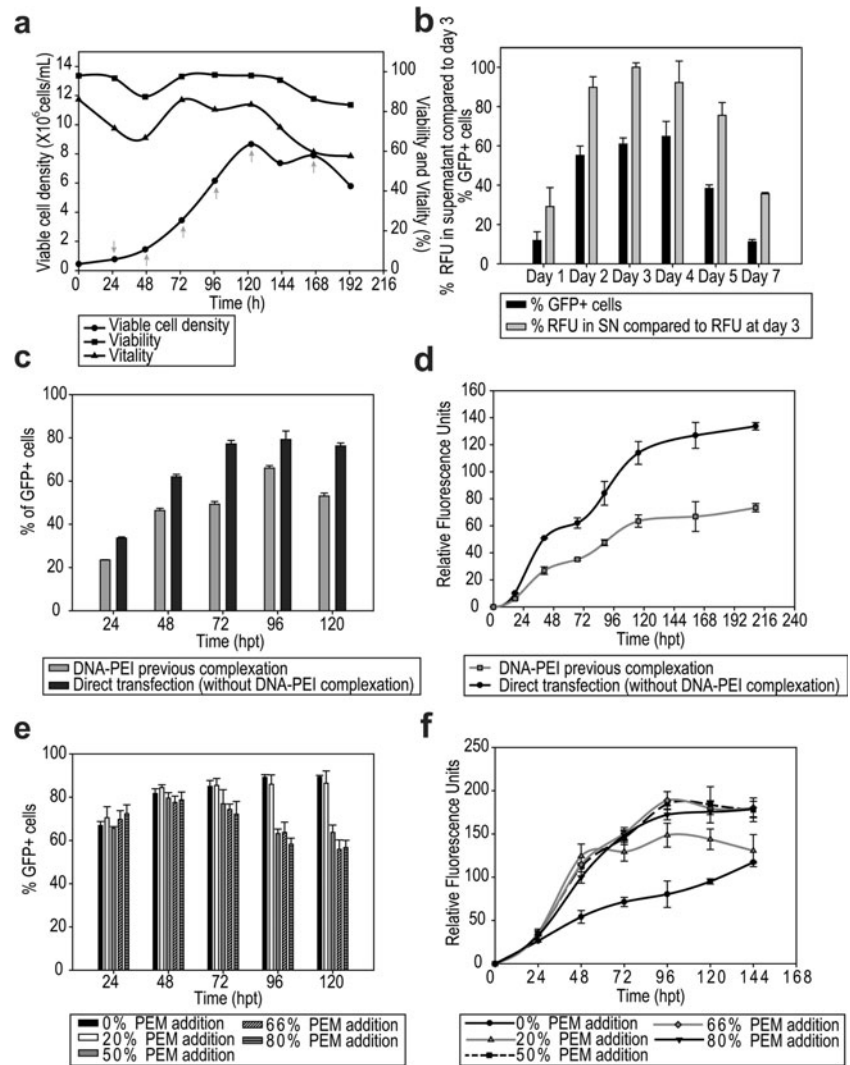 a
Viable cell density (X10⁶cells/mL)
14
12
10
8
6
4
2
0
100
80
60
40
20
0
Viability and Vitality (%)
0 24 48 72 96 120 144 168 192 216
Time (h)
Viable cell density
Viability
Vitality
b
% RFU in supernatant compared to day 3
% GFP+ cells
100
80
60
40
20
0
Day 1 Day 2 Day 3 Day 4 Day 5 Day 7
% GFP+ cells
% RFU in SN compared to RFU at day 3
c
% of GFP+ cells
100
80
60
40
20
0
24 48 72 96 120
Time (hpt)
DNA-PEI previous complexation
Direct transfection (without DNA-PEI complexation)
d
Relative Fluorescence Units
160
140
120
100
80
60
40
20
0
0 24 48 72 96 120 144 168 192 216 240
Time (hpt)
DNA-PEI previous complexation
Direct transfection (without DNA-PEI complexation)
e
% GFP+ cells
100
80
60
40
20
0
24 48 72 96 120
Time (hpt)
0% PEM addition
20% PEM addition
50% PEM addition
66% PEM addition
80% PEM addition
f
Relative Fluorescence Units
250
200
150
100
50
0
0 24 48 72 96 120 144 168
Time (hpt)
0% PEM addition
20% PEM addition
50% PEM addition
66% PEM addition
80% PEM addition